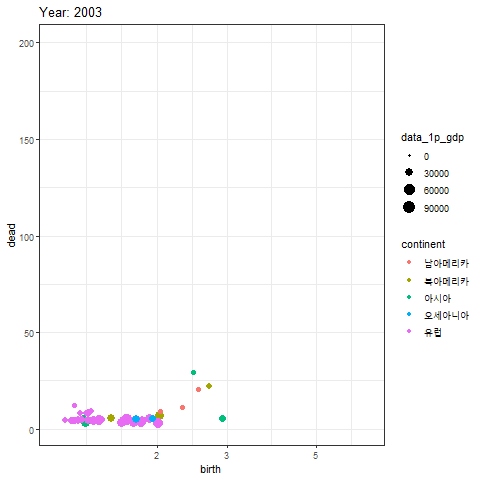 Year: 2003
200
150
100
50
0
dead
2
3
5
birth
data_1p_gdp
0
30000
60000
90000
continent
남아메리카
북아메리카
아시아
오세아니아
유럽